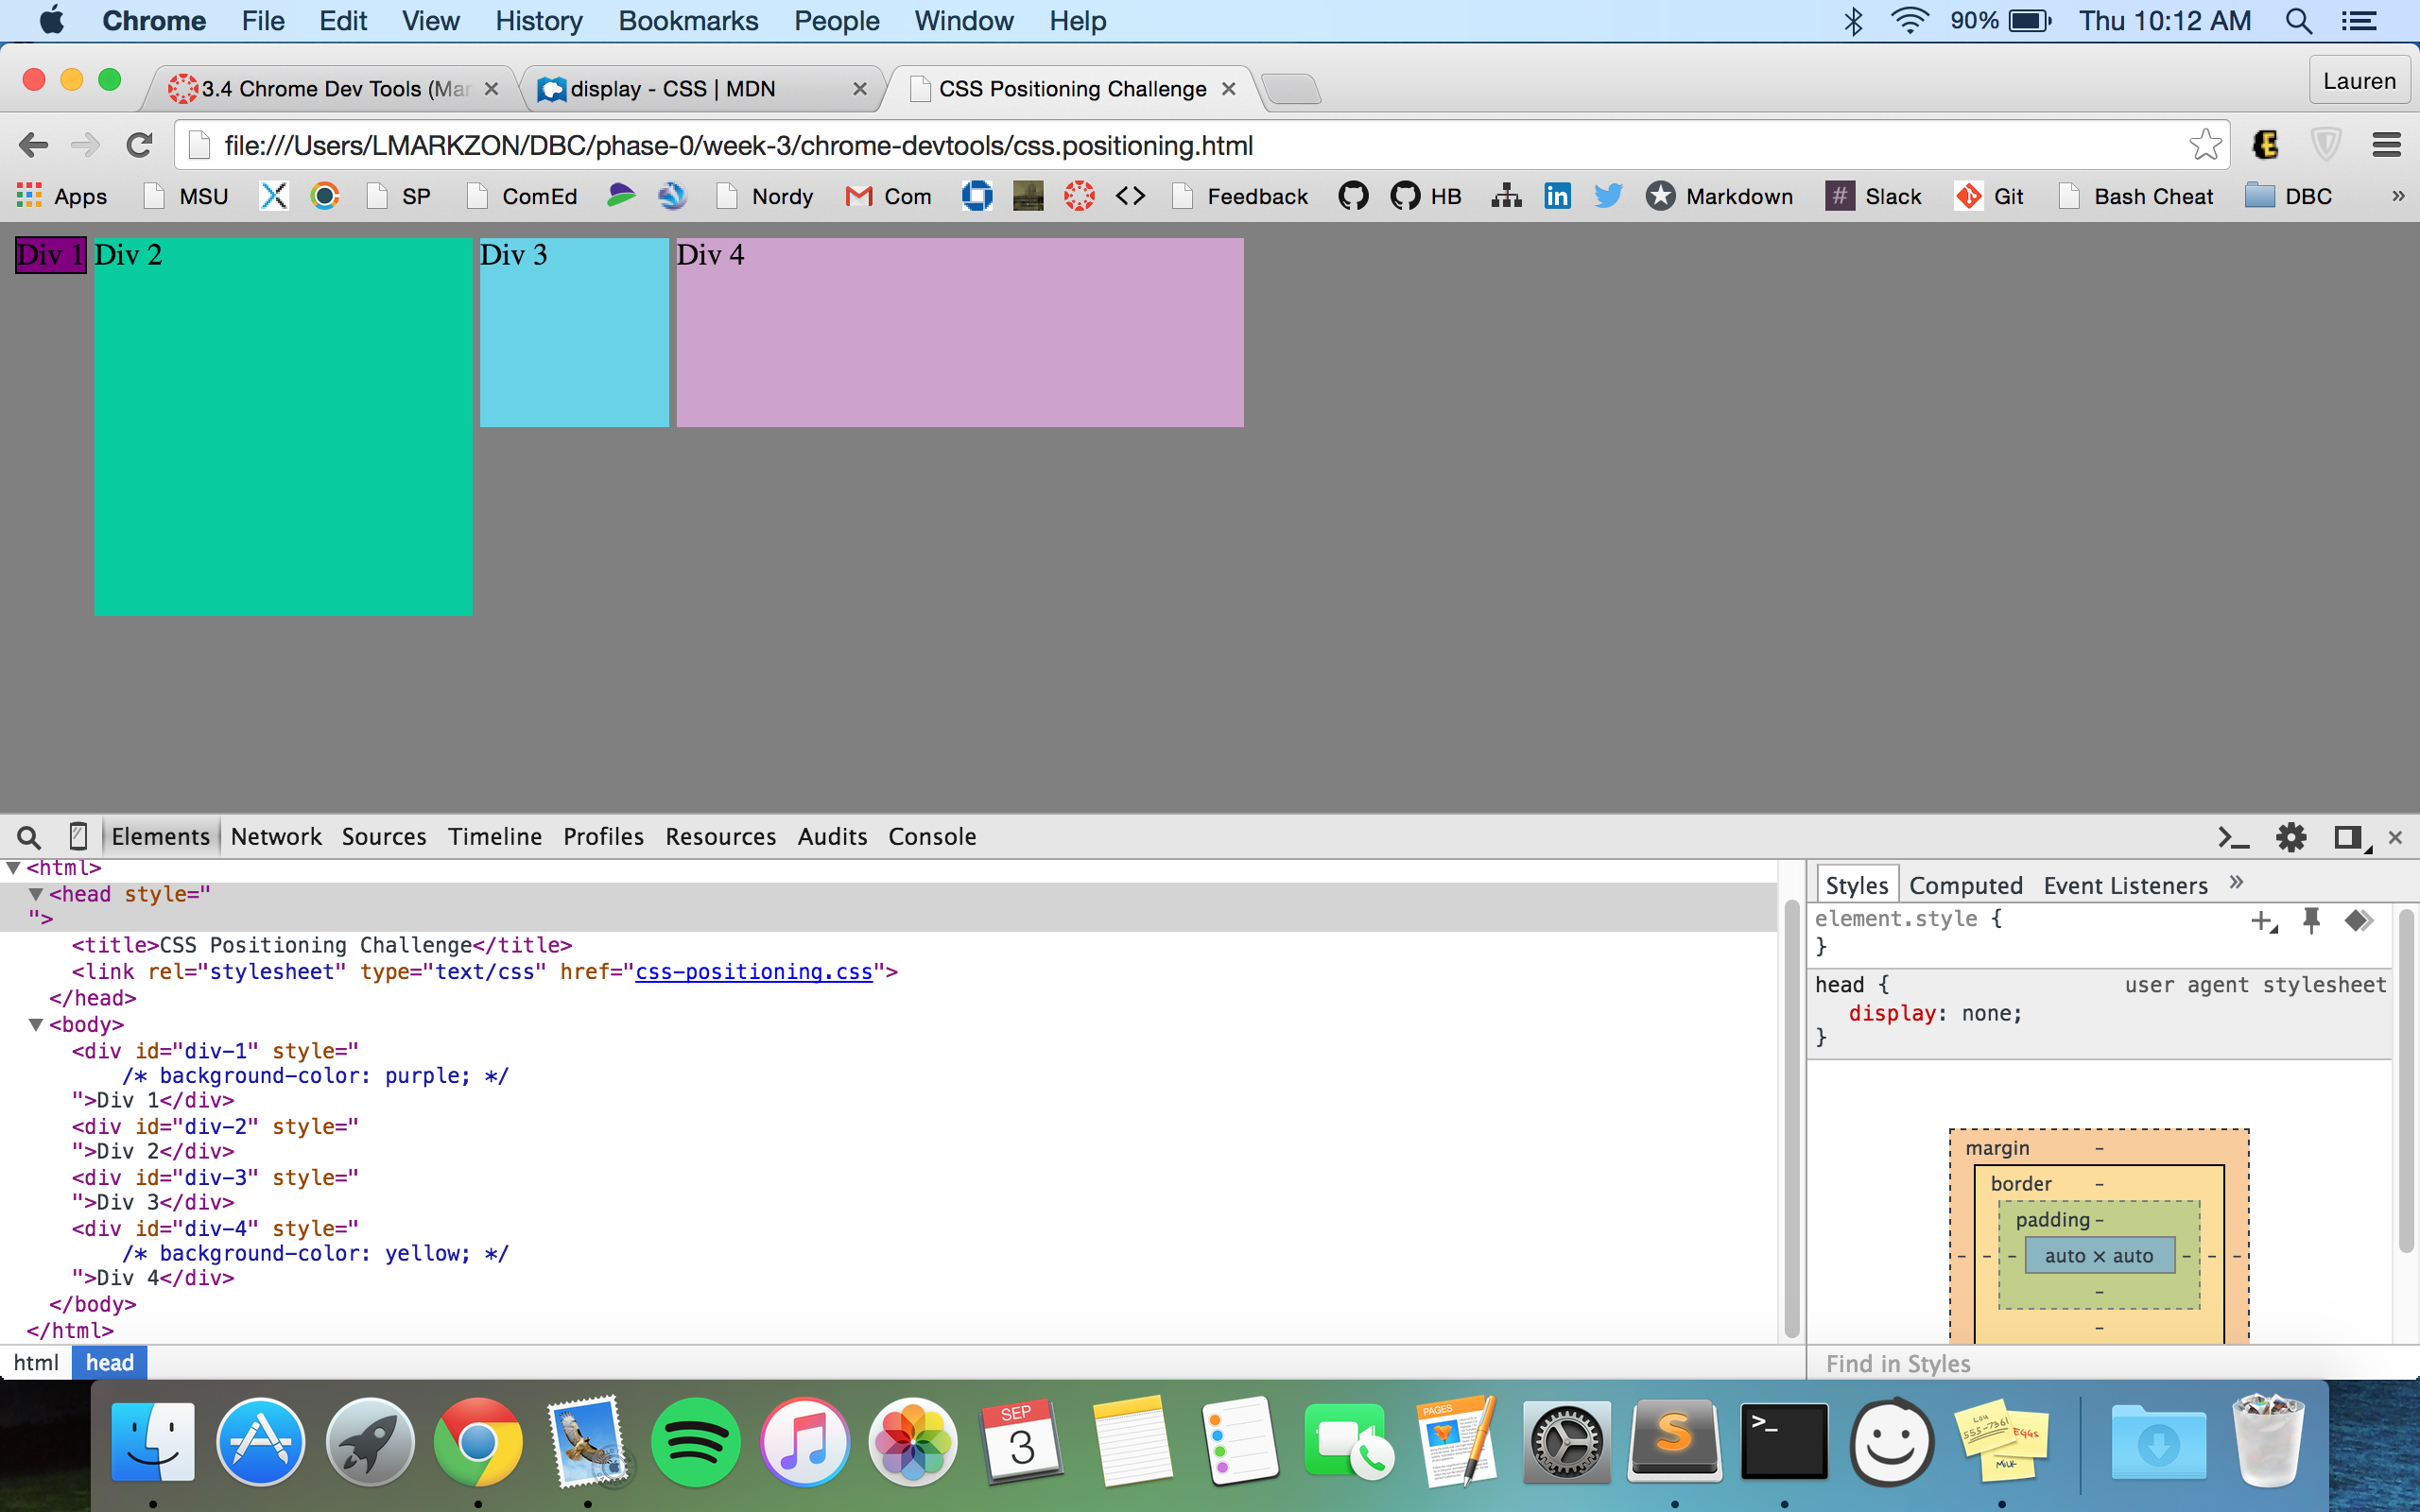 Chrome File Edit View History Bookmarks People Window Help 90% Thu 10:12 AM
3.4 Chrome Dev Tools (Mar display - CSS | MDN CSS Positioning Challenge Lauren
file:///Users/LMARKZON/DBC/phase-0/week-3/chrome-devtools/css.positioning.html
Apps MSU SP ComEd Nordy Com Feedback HB Markdown # Slack Git Bash Cheat DBC »
Div 1 Div 2 Div 3 Div 4
Elements Network Sources Timeline Profiles Resources Audits Console
<html>
<head style="
">
<title>CSS Positioning Challenge</title>
<link rel="stylesheet" type="text/css" href="css-positioning.css">
</head>
<body>
<div id="div-1" style="
/* background-color: purple; */
">Div 1</div>
<div id="div-2" style="
">Div 2</div>
<div id="div-3" style="
">Div 3</div>
<div id="div-4" style="
/* background-color: yellow; */
">Div 4</div>
</body>
</html>
html head
Styles Computed Event Listeners »
element.style {
}
head { user agent stylesheet
display: none;
}
margin -
border -
padding -
- - - auto × auto - - -
-
-
Find in Styles
SEP
3
PAGES
S
>_
Lou
555-7361
EGGS
MILK